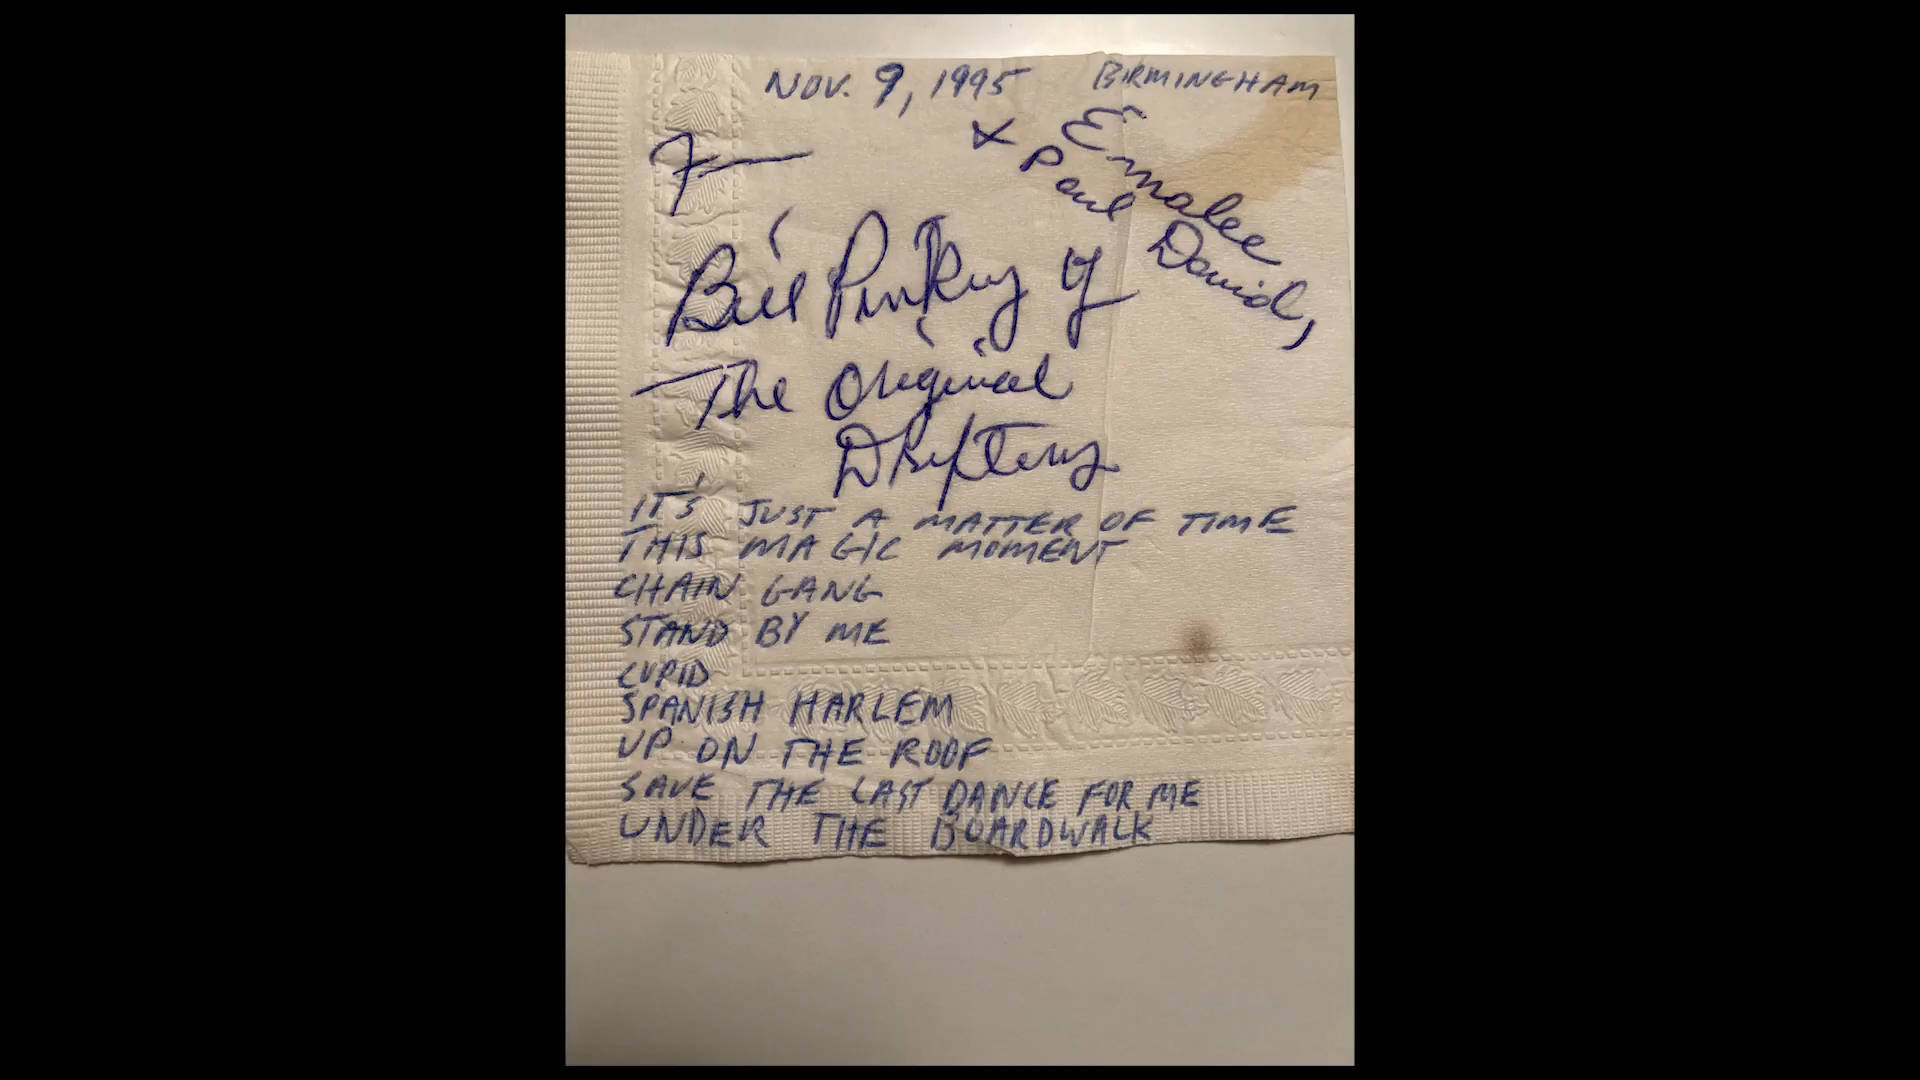 NOV. 9, 1995 BIRMINGHAM
Emalee
& Paul David,
Bill Pinkney of
The Original
Drifters
IT'S JUST A MATTER OF TIME
THIS MAGIC MOMENT
CHAIN GANG
STAND BY ME
CUPID
SPANISH HARLEM
UP ON THE ROOF
SAVE THE LAST DANCE FOR ME
UNDER THE BOARDWALK